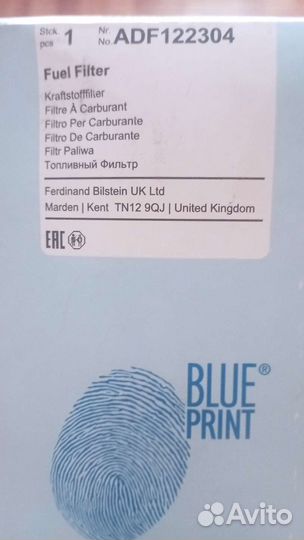 Stck. 1 Nr. ADF122304
pcs No.
Fuel Filter
Kraftstofffilter
Filtre À Carburant
Filtro Per Carburante
Filtro De Carburante
Filtr Paliwa
Топливный Фильтр
Ferdinand Bilstein UK Ltd
Marden | Kent TN12 9QJ | United Kingdom
EAC
BLUE®
PRINT
Avito